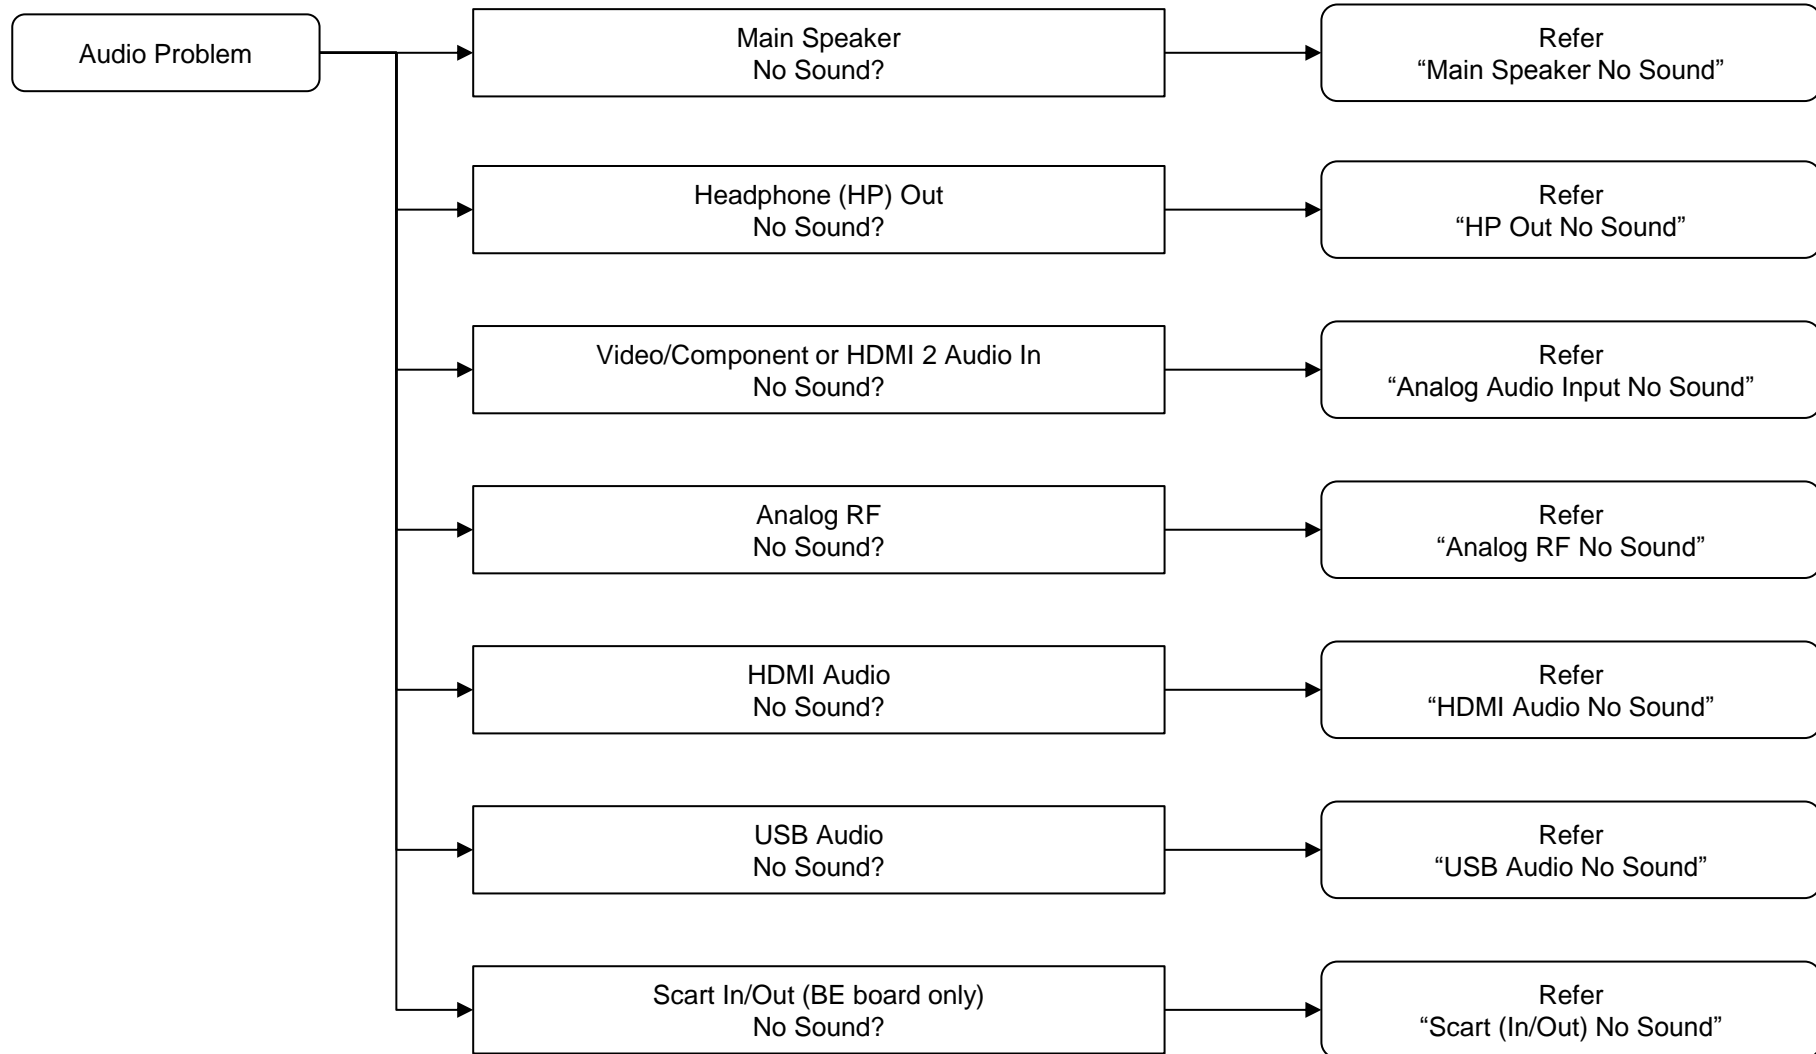 Audio Problem
Main Speaker
No Sound?
Refer
“Main Speaker No Sound”
Headphone (HP) Out
No Sound?
Refer
“HP Out No Sound”
Video/Component or HDMI 2 Audio In
No Sound?
Refer
“Analog Audio Input No Sound”
Analog RF
No Sound?
Refer
“Analog RF No Sound”
HDMI Audio
No Sound?
Refer
“HDMI Audio No Sound”
USB Audio
No Sound?
Refer
“USB Audio No Sound”
Scart In/Out (BE board only)
No Sound?
Refer
“Scart (In/Out) No Sound”